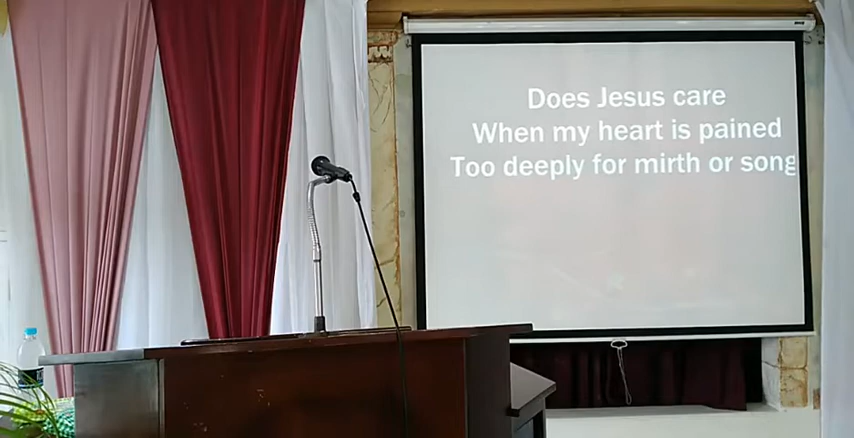 Does Jesus care
When my heart is pained
Too deeply for mirth or song